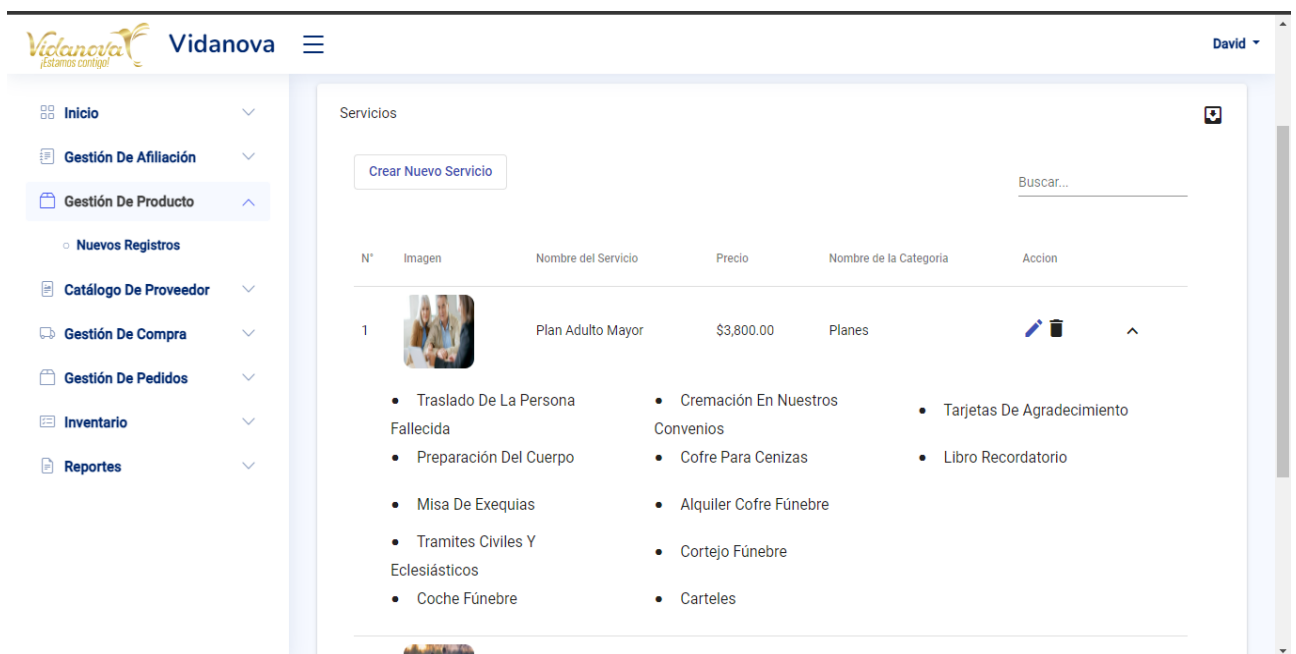 Vidanova
¡Estamos contigo!
Vidanova
David
Inicio
Gestión De Afiliación
Gestión De Producto
Nuevos Registros
Catálogo De Proveedor
Gestión De Compra
Gestión De Pedidos
Inventario
Reportes
Servicios
Crear Nuevo Servicio
Buscar...
N° Imagen Nombre del Servicio Precio Nombre de la Categoria Accion
1 Plan Adulto Mayor $3,800.00 Planes
• Traslado De La Persona
Fallecida
• Preparación Del Cuerpo
• Misa De Exequias
• Tramites Civiles Y
Eclesiásticos
• Coche Fúnebre
• Cremación En Nuestros
Convenios
• Cofre Para Cenizas
• Alquiler Cofre Fúnebre
• Cortejo Fúnebre
• Carteles
• Tarjetas De Agradecimiento
• Libro Recordatorio